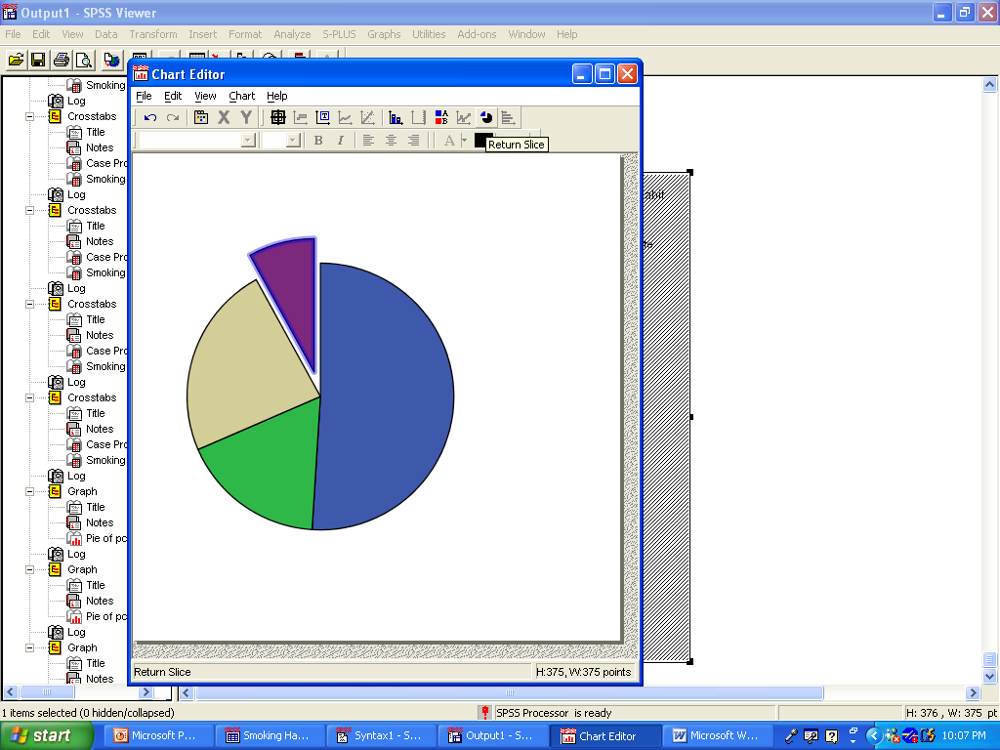 Output1 - SPSS Viewer
File Edit View Data Transform Insert Format Analyze S-PLUS Graphs Utilities Add-ons Window Help
Chart Editor
File Edit View Chart Help
X Y
B I A
Return Slice
Smoking
Log
Crosstabs
Title
Notes
Case Pro
Smoking
Log
Crosstabs
Title
Notes
Case Pro
Smoking
Log
Crosstabs
Title
Notes
Case Pro
Smoking
Log
Crosstabs
Title
Notes
Case Pro
Smoking
Log
Graph
Title
Notes
Pie of pc
Log
Graph
Title
Notes
Pie of pc
Log
Graph
Title
Notes
abit
te
Return Slice H:375, W:375 points
1 items selected (0 hidden/collapsed) SPSS Processor is ready H: 376 , W: 375 pt
start Microsoft P... Smoking Ha... Syntax1 - S... Output1 - S... Chart Editor Microsoft W... 10:07 PM